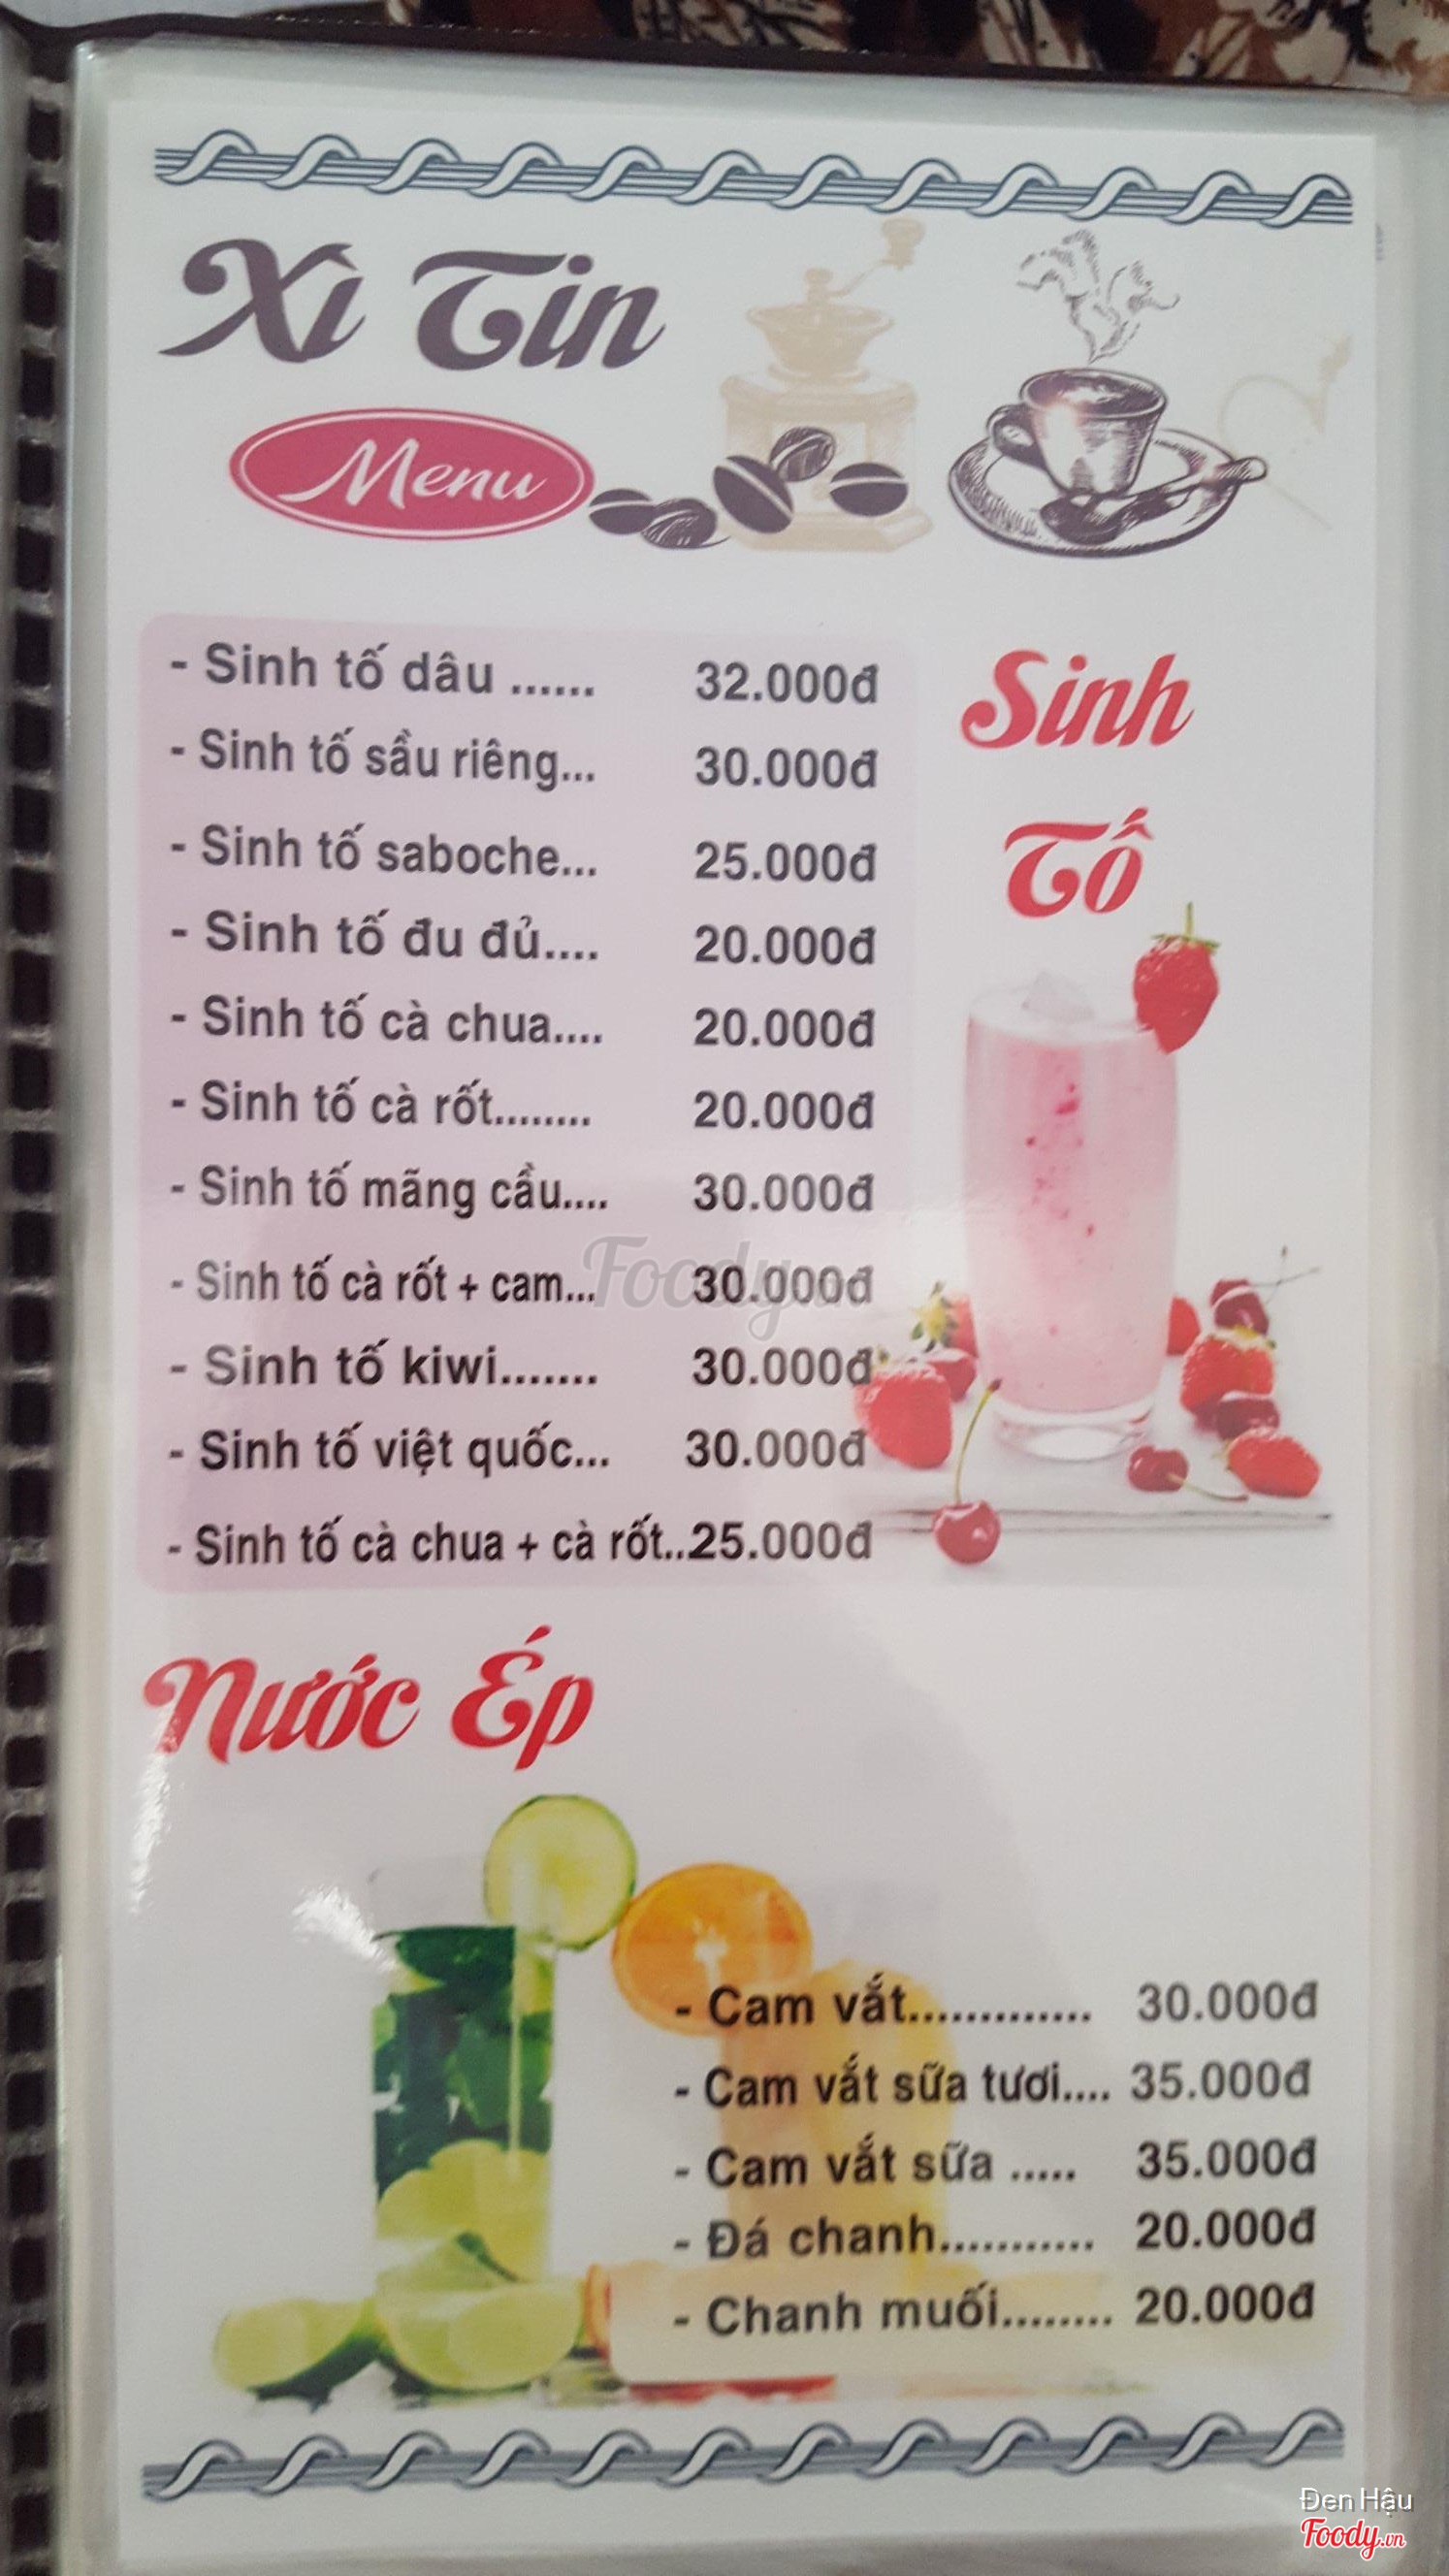 Xì Tin
Menu
Sinh
Tố
- Sinh tố dâu ...... 32.000đ
- Sinh tố sầu riêng... 30.000đ
- Sinh tố saboche... 25.000đ
- Sinh tố đu đủ.... 20.000đ
- Sinh tố cà chua.... 20.000đ
- Sinh tố cà rốt........ 20.000đ
- Sinh tố mãng cầu.... 30.000đ
- Sinh tố cà rốt + cam... 30.000đ
- Sinh tố kiwi....... 30.000đ
- Sinh tố việt quốc... 30.000đ
- Sinh tố cà chua + cà rốt..25.000đ
Foody
Nước Ép
- Cam vắt............. 30.000đ
- Cam vắt sữa tươi.... 35.000đ
- Cam vắt sữa ..... 35.000đ
- Đá chanh........... 20.000đ
- Chanh muối........ 20.000đ
Đen Hậu
Foody.vn